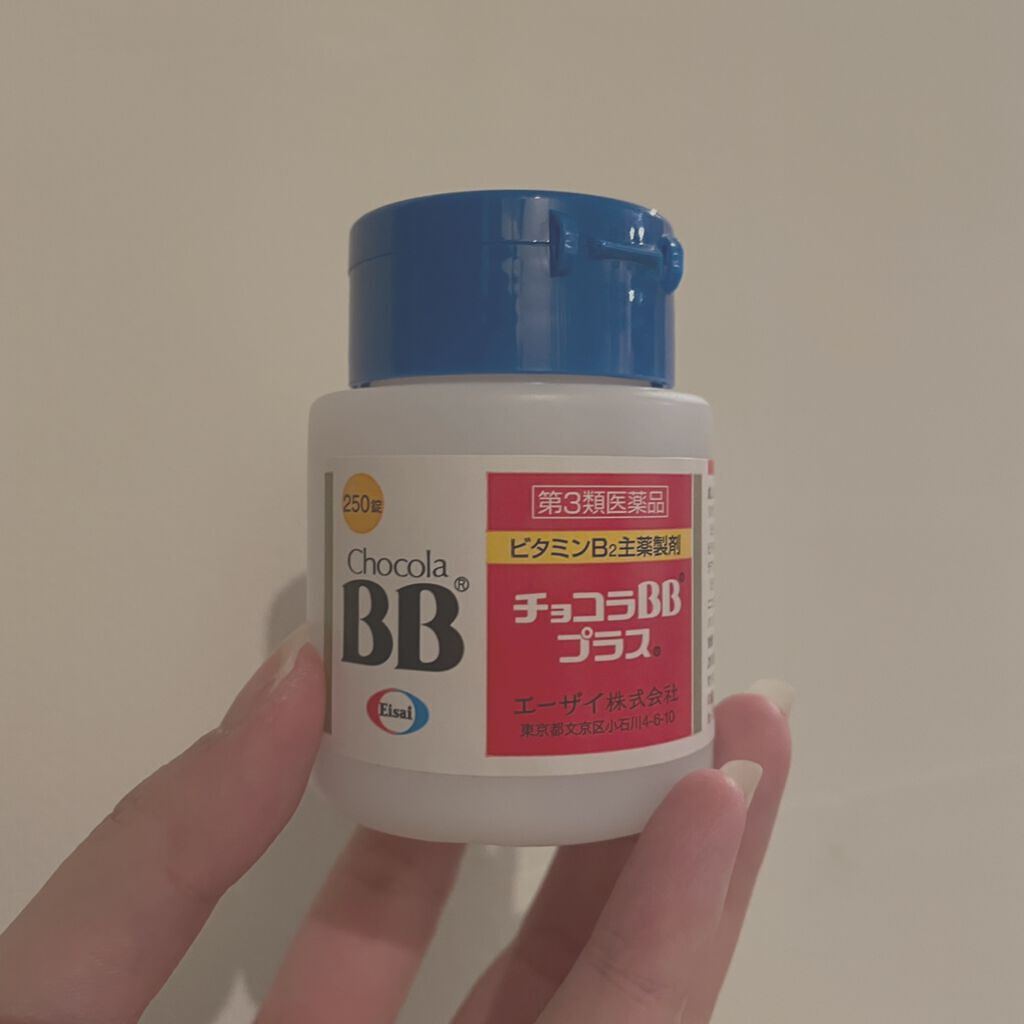 250錠
Chocola
BB®
Eisai
第3類医薬品
ビタミンB₂主薬製剤
チョコラBB®
プラス®
エーザイ株式会社
東京都文京区小石川4-6-10